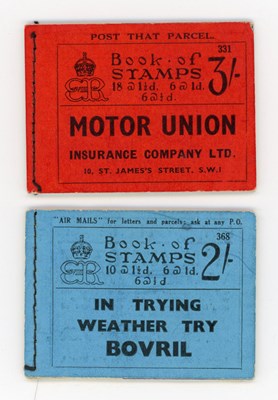 POST THAT PARCEL
331
Book of
STAMPS 3/-
18 @ 1½d. 6 @ 1d.
6 @ ½d.
MOTOR UNION
INSURANCE COMPANY LTD.
10, ST. JAMES'S STREET, S.W.1
"AIR MAILS" for letters and parcels; ask at any P.O.
368
Book of
STAMPS 2/-
10 @ 1½d, 6 @ 1d.
6 @ ½d
IN TRYING
WEATHER TRY
BOVRIL